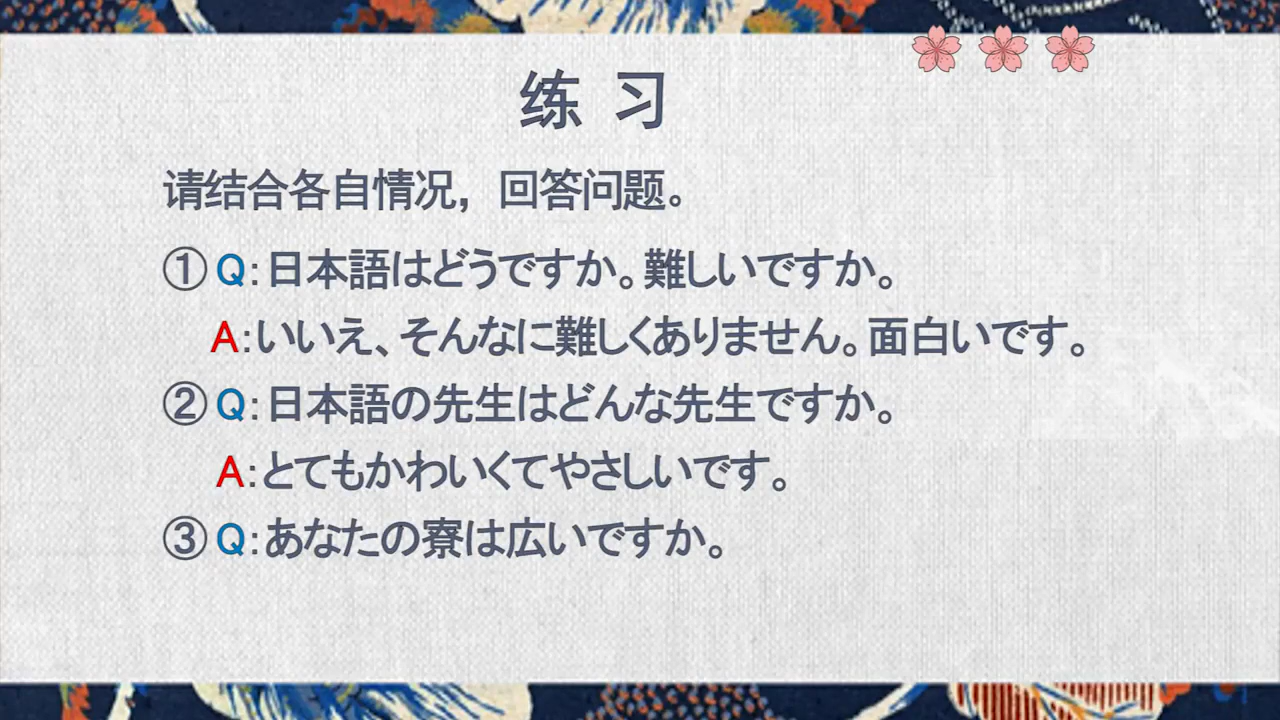 练 习
请结合各自情况，回答问题。
① Q：日本語はどうですか。難しいですか。
A：いいえ、そんなに難しくありません。面白いです。
② Q：日本語の先生はどんな先生ですか。
A：とてもかわいくてやさしいです。
③ Q：あなたの寮は広いですか。